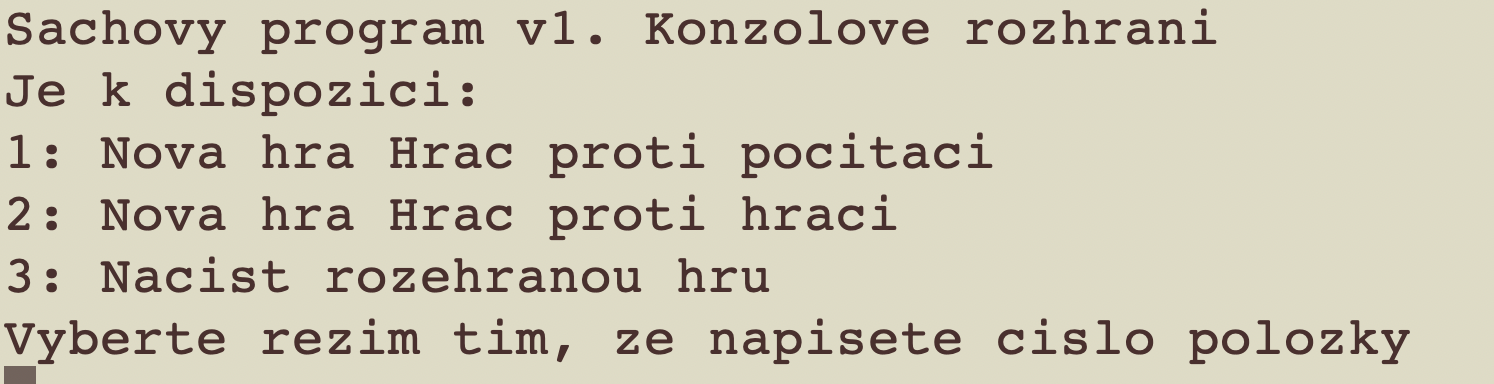 Sachovy program v1. Konzolove rozhrani
Je k dispozici:
1: Nova hra Hrac proti pocitaci
2: Nova hra Hrac proti hraci
3: Nacist rozehranou hru
Vyberte rezim tim, ze napisete cislo polozky